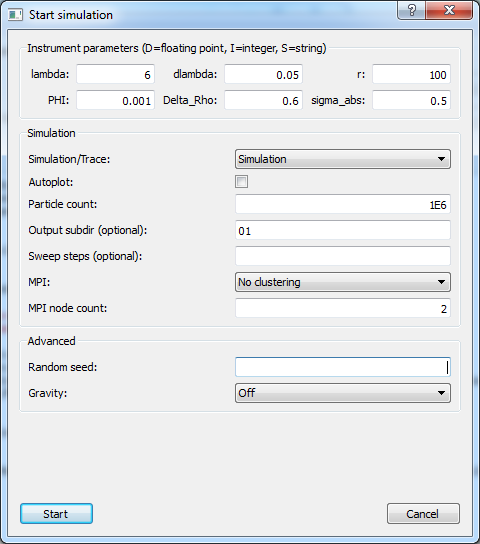 Start simulation
Instrument parameters (D=floating point, I=integer, S=string)
lambda: 6 dlambda: 0.05 r: 100
PHI: 0.001 Delta_Rho: 0.6 sigma_abs: 0.5
Simulation
Simulation/Trace: Simulation
Autoplot:
Particle count: 1E6
Output subdir (optional): 01
Sweep steps (optional):
MPI: No clustering
MPI node count: 2
Advanced
Random seed:
Gravity: Off
Start Cancel